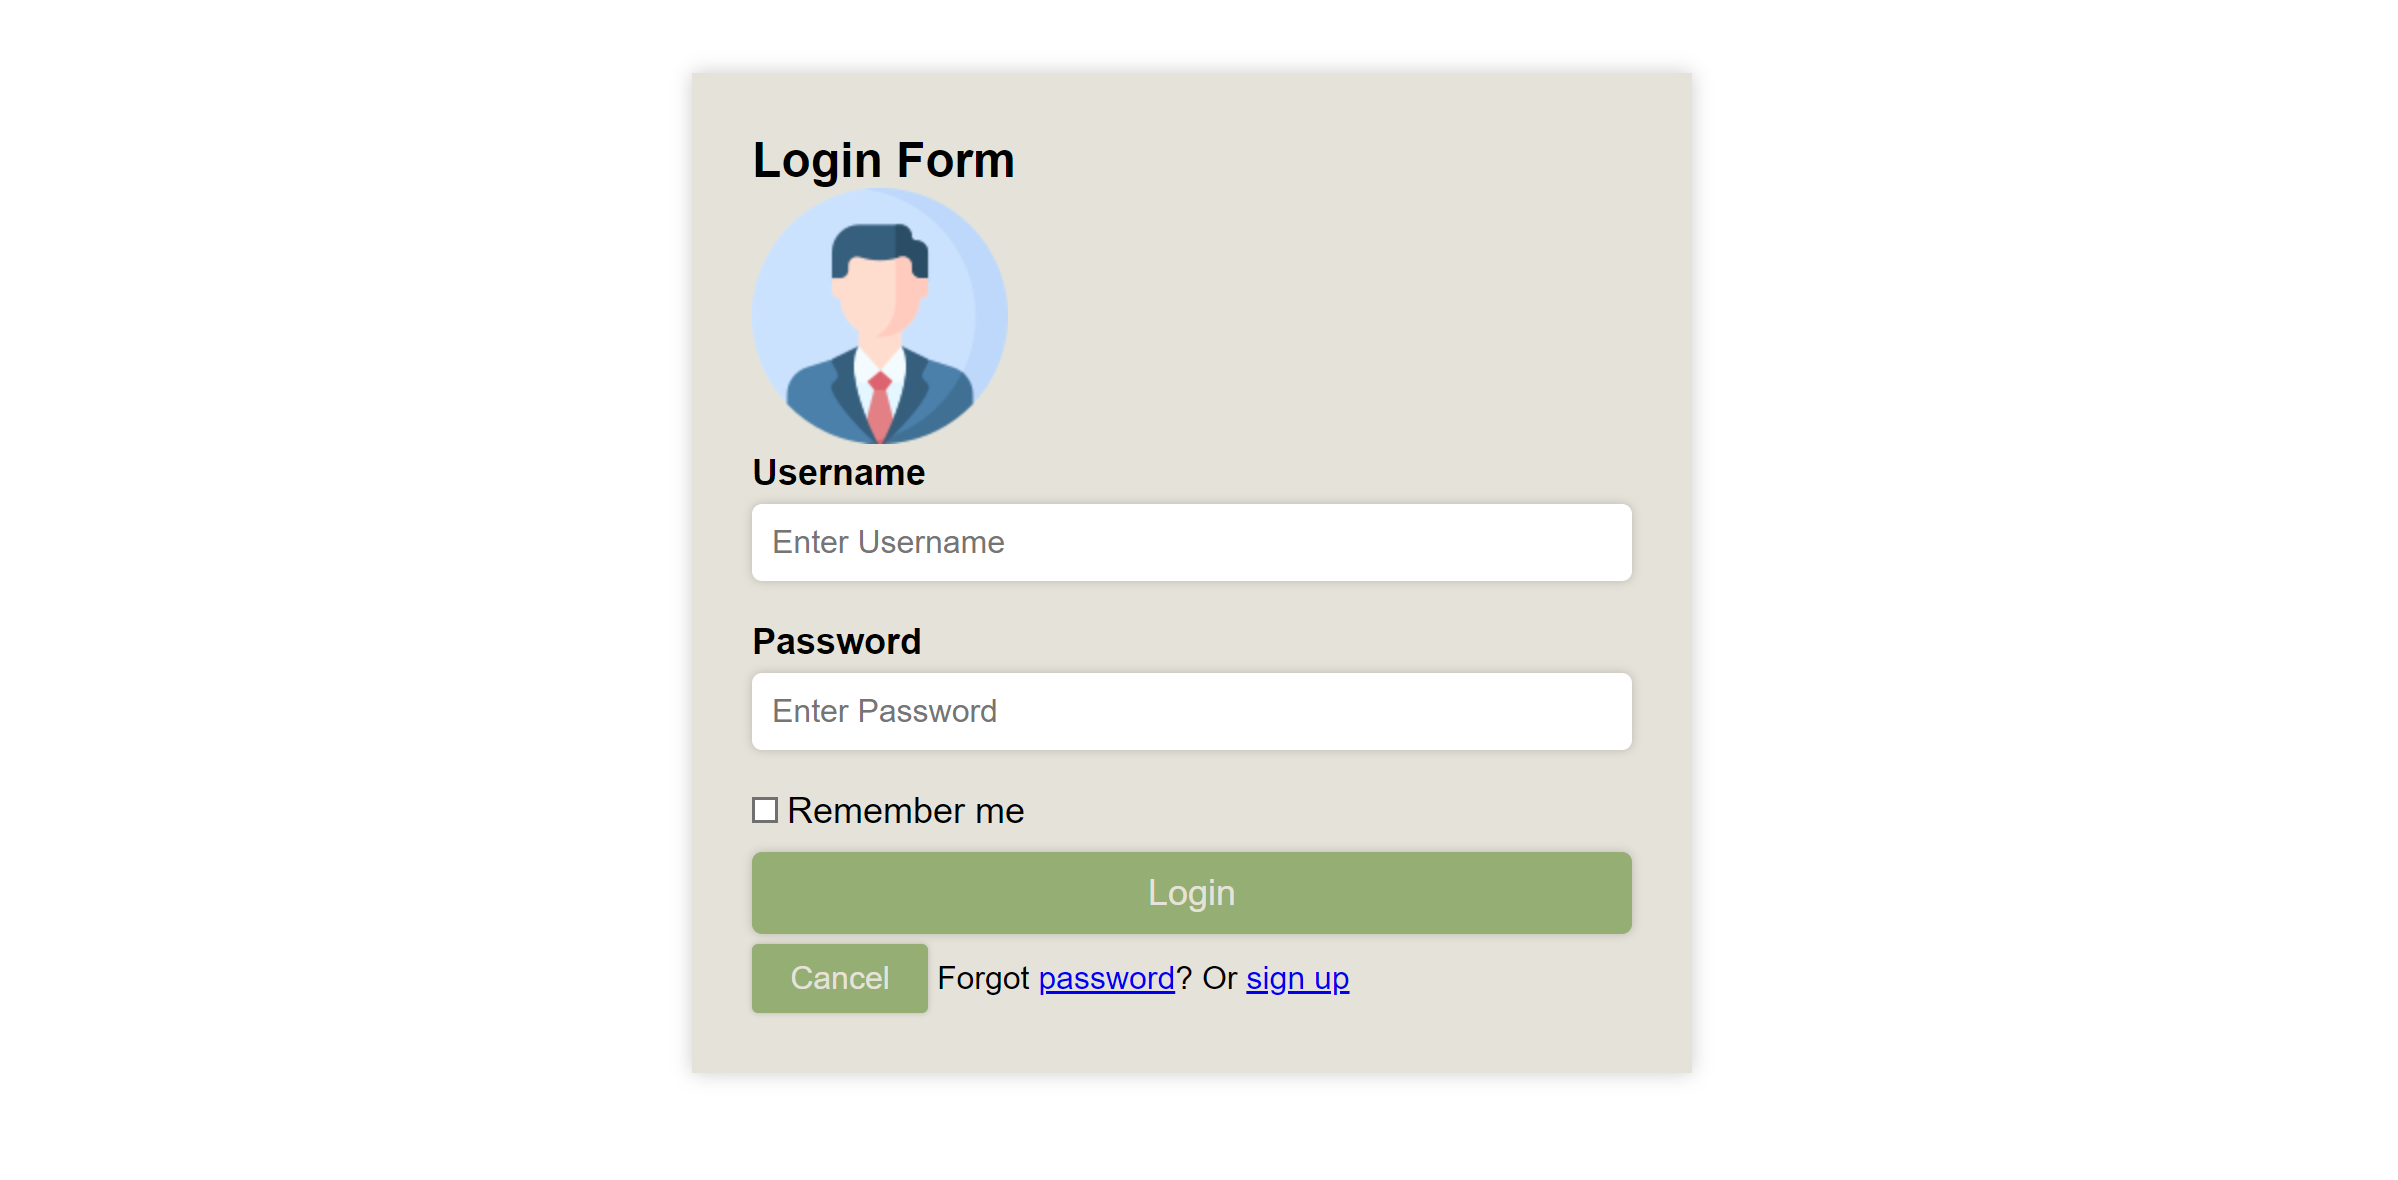 Login Form
Username
Enter Username
Password
Enter Password
Remember me
Login
Cancel Forgot password? Or sign up